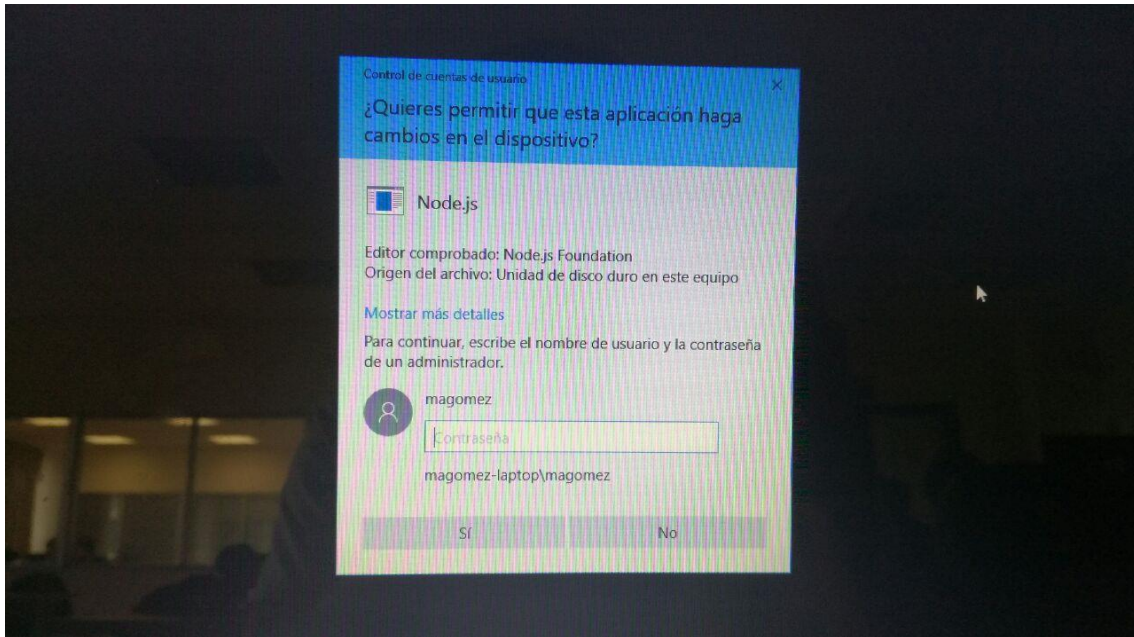 Control de cuentas de usuario
¿Quieres permitir que esta aplicación haga
cambios en el dispositivo?
Node.js
Editor comprobado: Node.js Foundation
Origen del archivo: Unidad de disco duro en este equipo
Mostrar más detalles
Para continuar, escribe el nombre de usuario y la contraseña
de un administrador.
magomez
Contraseña
magomez-laptop\magomez
Sí
No